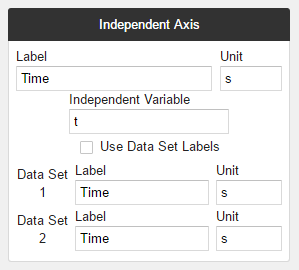 Independent Axis
Label Unit
Time s
Independent Variable
t
Use Data Set Labels
Data Set 1 Label Unit
Time s
Data Set 2 Label Unit
Time s